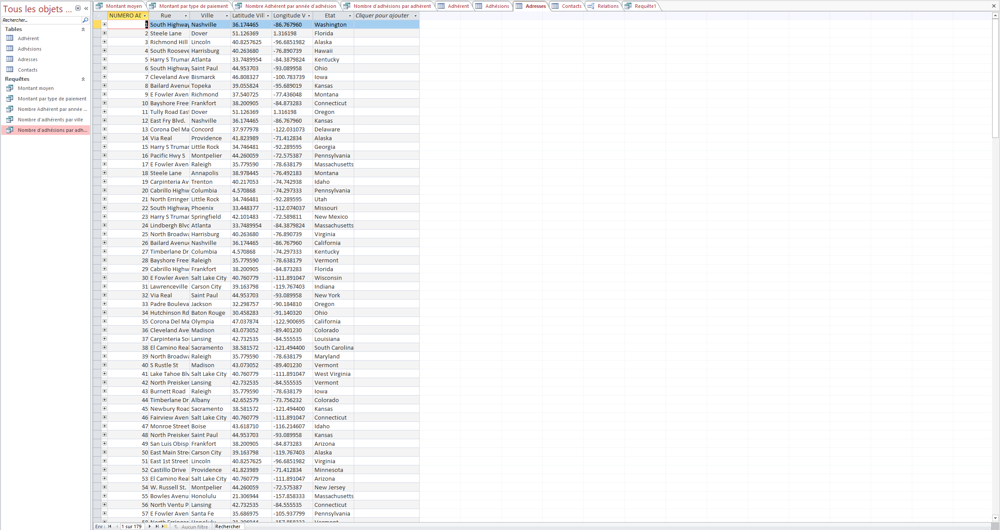 Tous les objets ...
Rechercher...
Tables
Adhérent
Adhésions
Adresses
Contacts
Requêtes
Montant moyen
Montant par type de paiement
Nombre Adhérent par année ...
Nombre d'adhérents par ville
Nombre d'adhésions par adh...
Montant moyen Montant par type de paiement Nombre Adhérent par année d'adhésion Nombre d'adhésions par adhérent Adhérent Adhésions Adresses Contacts Relations Requête1
NUMERO AD Rue Ville Latitude Vill Longitude V Etat Cliquer pour ajouter
1 South Highway Nashville 36.174465 -86.767960 Washington
2 Steele Lane Dover 51.126369 1.316198 Florida
3 Richmond Hill Lincoln 40.8257625 -96.6851982 Alaska
4 South Rooseve Harrisburg 40.263680 -76.890739 Hawaii
5 Harry S Truman Atlanta 33.7489954 -84.3879824 Kentucky
6 South Highway Saint Paul 44.953703 -93.089958 Ohio
7 Cleveland Ave Bismarck 46.808327 -100.783739 Iowa
8 Bailard Avenue Topeka 39.055824 -95.689019 Kansas
9 E Fowler Aven Richmond 37.540725 -77.436048 Montana
10 Bayshore Free Frankfort 38.200905 -84.873283 Connecticut
11 Tully Road East Dover 51.126369 1.316198 Oregon
12 East Fry Blvd. Nashville 36.174465 -86.767960 Kansas
13 Corona Del Ma Concord 37.977978 -122.031073 Delaware
14 Via Real Providence 41.823989 -71.412834 Alaska
15 Harry S Truman Little Rock 34.746481 -92.289595 Georgia
16 Pacific Hwy S Montpelier 44.260059 -72.575387 Pennsylvania
17 E Fowler Aven Raleigh 35.779590 -78.638179 Massachusetts
18 Steele Lane Annapolis 38.978445 -76.492183 Montana
19 Carpinteria Av Trenton 40.217053 -74.742938 Idaho
20 Cabrillo Highw Columbia 4.570868 -74.297333 Pennsylvania
21 North Erringer Little Rock 34.746481 -92.289595 Utah
22 South Highway Phoenix 33.448377 -112.074037 Missouri
23 Harry S Truman Springfield 42.101483 -72.589811 New Mexico
24 Lindbergh Blvd Atlanta 33.7489954 -84.3879824 Massachusetts
25 North Broadwa Harrisburg 40.263680 -76.890739 Virginia
26 Bailard Avenue Nashville 36.174465 -86.767960 California
27 Timberlane Dr Columbia 4.570868 -74.297333 Kentucky
28 Bayshore Free Raleigh 35.779590 -78.638179 Vermont
29 Cabrillo Highw Frankfort 38.200905 -84.873283 Florida
30 E Fowler Aven Salt Lake City 40.760779 -111.891047 Wisconsin
31 Lawrenceville Carson City 39.163798 -119.767403 Indiana
32 Via Real Saint Paul 44.953703 -93.089958 New York
33 Padre Bouleva Jackson 32.298757 -90.184810 Oregon
34 Hutchinson Rd Baton Rouge 30.458283 -91.140320 Ohio
35 Corona Del Ma Olympia 47.037874 -122.900695 California
36 Cleveland Ave Madison 43.073052 -89.401230 Colorado
37 Carpinteria Sou Lansing 42.732535 -84.555535 Louisiana
38 El Camino Real Sacramento 38.581572 -121.494400 South Carolina
39 North Broadwa Raleigh 35.779590 -78.638179 Maryland
40 S Rustle St Madison 43.073052 -89.401230 Vermont
41 Lake Tahoe Blv Salt Lake City 40.760779 -111.891047 West Virginia
42 North Preisker Lansing 42.732535 -84.555535 Vermont
43 Burnett Road Raleigh 35.779590 -78.638179 Iowa
44 Timberlane Dr Albany 42.652579 -73.756232 Colorado
45 Newbury Road Sacramento 38.581572 -121.494400 Kansas
46 Fairview Aven Salt Lake City 40.760779 -111.891047 Connecticut
47 Monroe Street Boise 43.618710 -116.214607 Idaho
48 North Preisker Saint Paul 44.953703 -93.089958 Kansas
49 San Luis Obisp Frankfort 38.200905 -84.873283 Arizona
50 East Main Stree Carson City 39.163798 -119.767403 Alaska
51 East 1st Street Lincoln 40.8257625 -96.6851982 Virginia
52 Castillo Drive Providence 41.823989 -71.412834 Minnesota
53 El Camino Real Salt Lake City 40.760779 -111.891047 Arizona
54 W. Russell St. Montpelier 44.260059 -72.575387 New Jersey
55 Bowles Avenu Honolulu 21.306944 -157.858333 Massachusetts
56 North Ventu P Lansing 42.732535 -84.555535 Connecticut
57 E Fowler Aven Santa Fe 35.686975 -105.937799 Pennsylvania
58 North Erringer Honolulu 21.306944 -157.858333 Vermont
Enr : 1 sur 179 Aucun filtre Rechercher